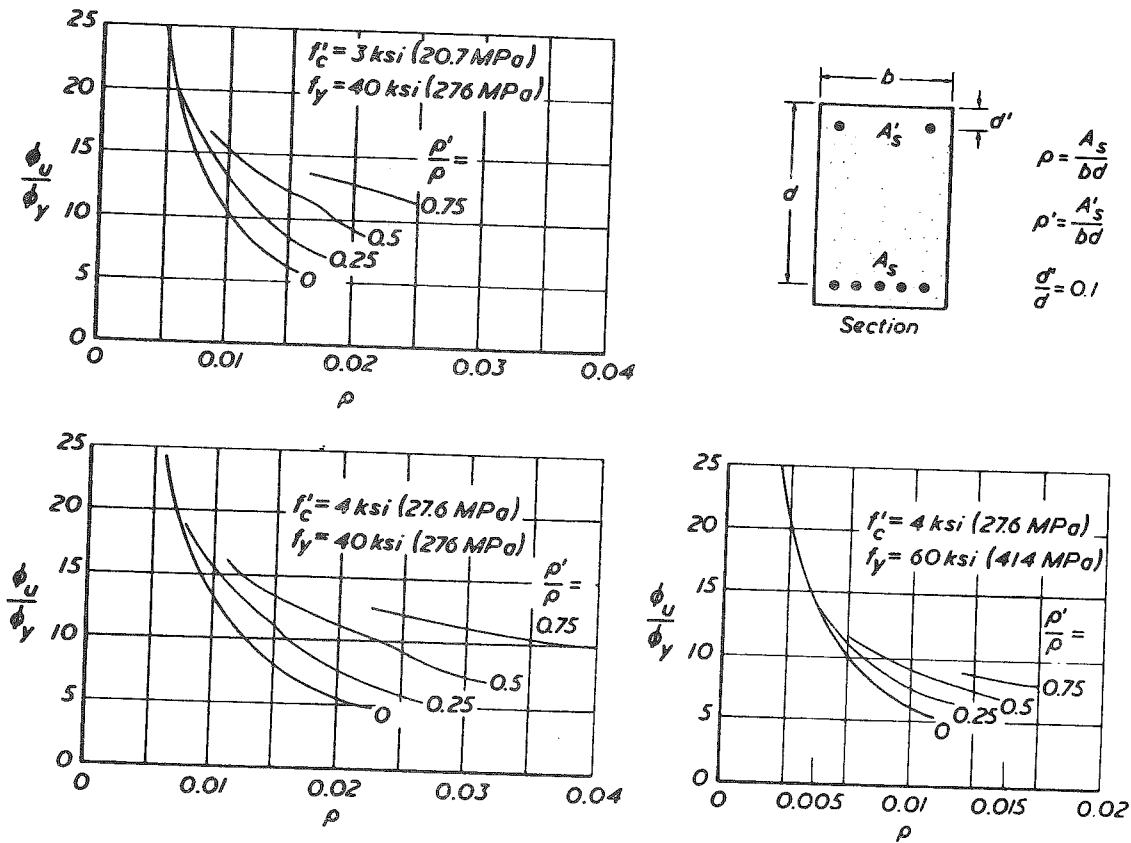 25
20
15
10
5
0
ϕu
ϕy
f'c = 3 ksi (20.7 MPa)
fy = 40 ksi (276 MPa)
ρ'
ρ =
0.75
0.5
0.25
0
0
0.01
0.02
0.03
0.04
ρ
b
d'
d
A's
As
Section
ρ = As
bd
ρ' = A's
bd
d'
d = 0.1
25
20
15
10
5
0
ϕu
ϕy
f'c = 4 ksi (27.6 MPa)
fy = 40 ksi (276 MPa)
ρ'
ρ =
0.75
0.5
0.25
0
0
0.01
0.02
0.03
0.04
ρ
25
20
15
10
5
0
ϕu
ϕy
f'c = 4 ksi (27.6 MPa)
fy = 60 ksi (414 MPa)
ρ'
ρ =
0.75
0.5
0.25
0
0
0.005
0.01
0.015
0.02
ρ